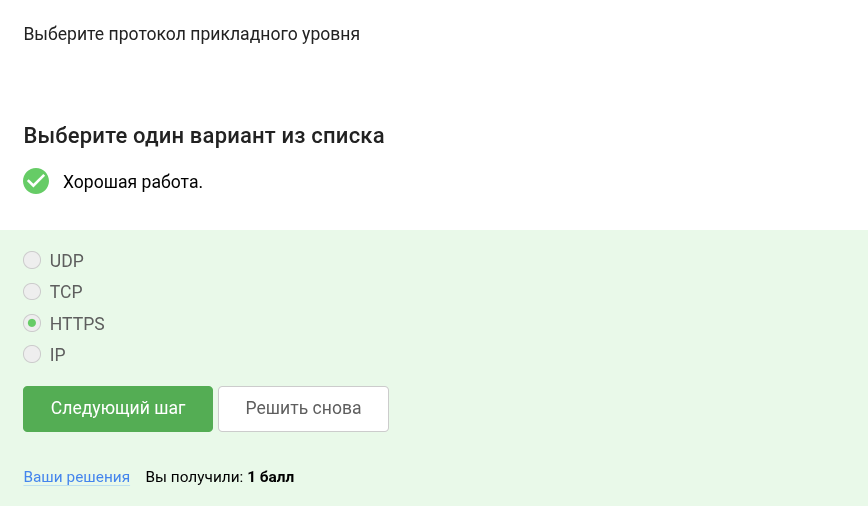 Выберите протокол прикладного уровня
Выберите один вариант из списка
Хорошая работа.
UDP
TCP
HTTPS
IP
Следующий шаг Решить снова
Ваши решения Вы получили: 1 балл